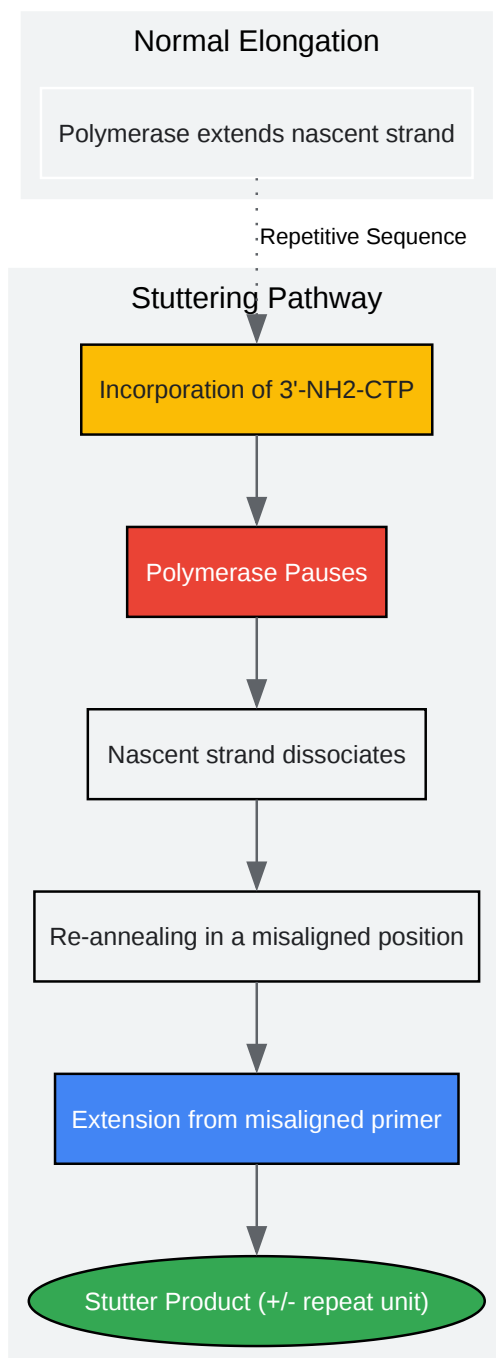 Normal Elongation
Polymerase extends nascent strand
Repetitive Sequence
Stuttering Pathway
Incorporation of 3'-NH2-CTP
Polymerase Pauses
Nascent strand dissociates
Re-annealing in a misaligned position
Extension from misaligned primer
Stutter Product (+/- repeat unit)